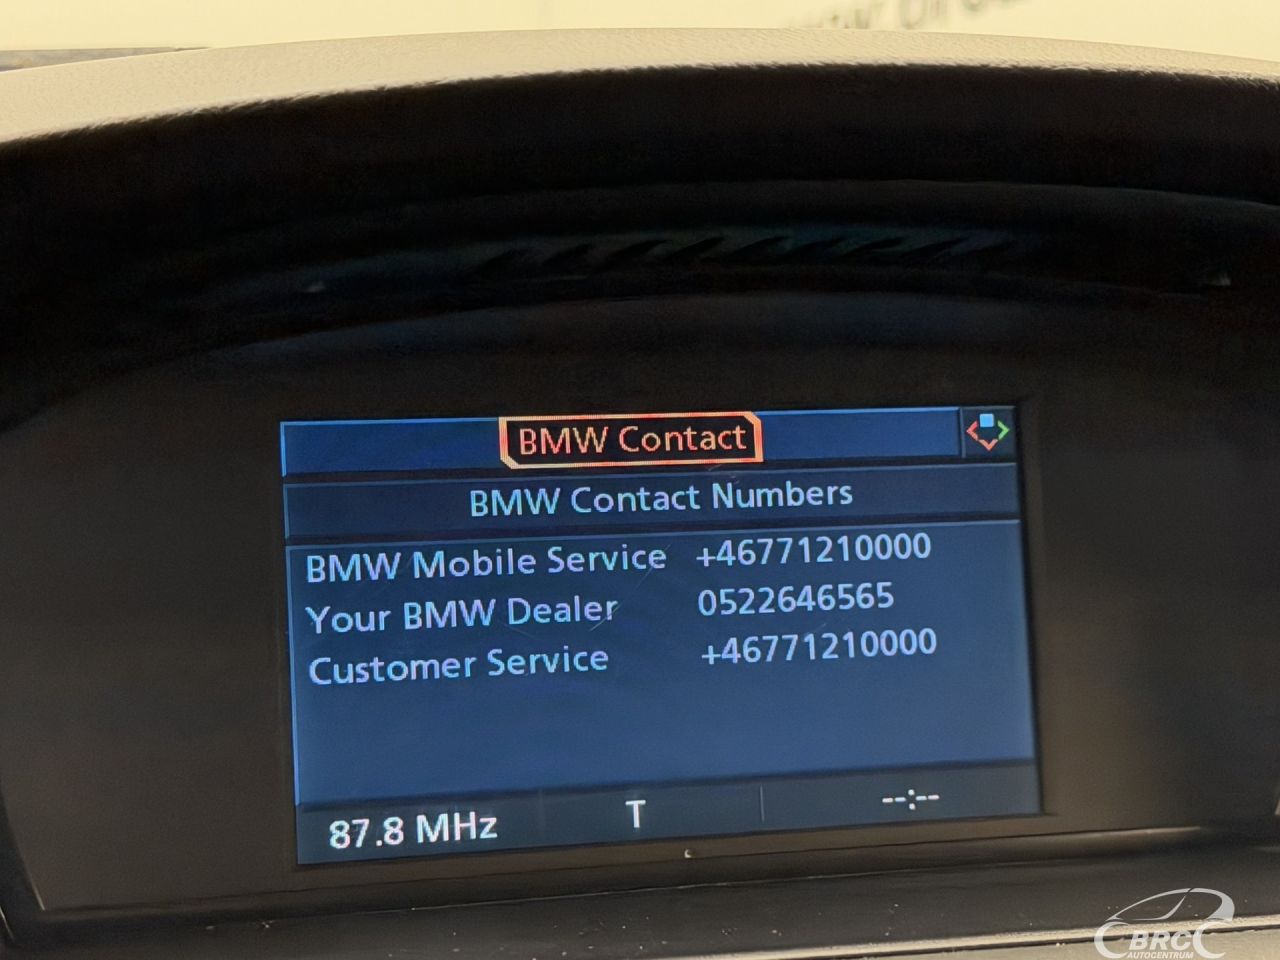 BMW Contact
BMW Contact Numbers
BMW Mobile Service +46771210000
Your BMW Dealer 0522646565
Customer Service +46771210000
87.8 MHz T --:--
BRC
AUTOCENTRUM